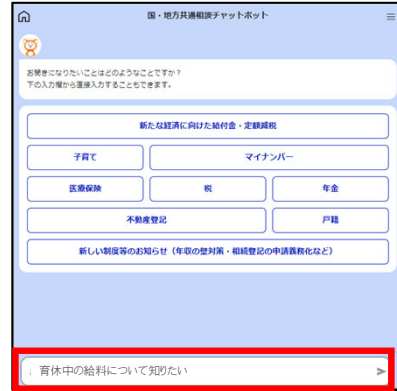 国・地方共通相談チャットボット
お聞きになりたいことはどのようなことですか？
下の入力欄から直接入力することもできます。
新たな経済に向けた給付金・定額減税
子育て
マイナンバー
医療保険
税
年金
不動産登記
戸籍
新しい制度等のお知らせ（年収の壁対策・相続登記の申請義務化など）
育休中の給料について知りたい